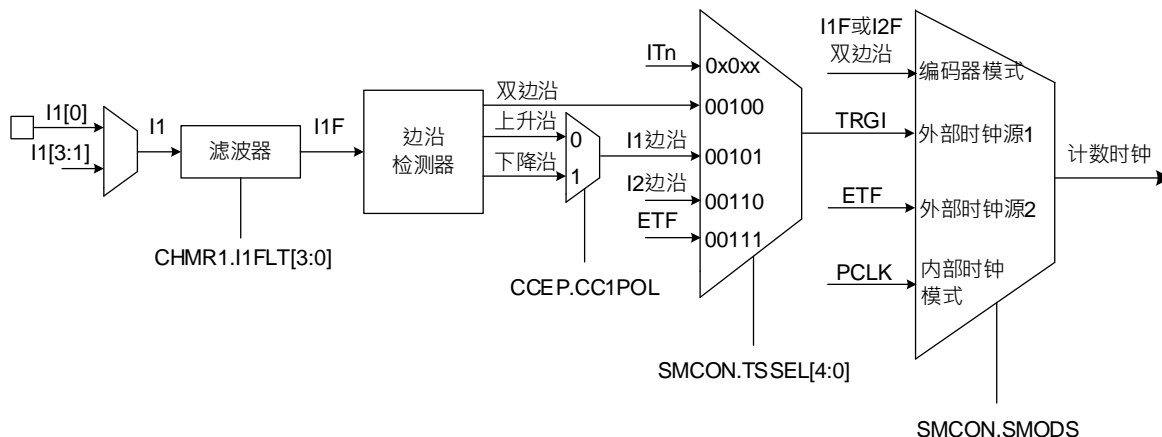 I1[0]
I1[3:1]
I1
滤波器
CHMR1.I1FLT[3:0]
I1F
边沿
检测器
双边沿
上升沿
下降沿
0
1
CCEP.CC1POL
ITn
I1边沿
I2边沿
ETF
0x0xx
00100
00101
00110
00111
SMCON.TSSEL[4:0]
I1F或I2F
双边沿
TRGI
ETF
PCLK
编码器模式
外部时钟源1
外部时钟源2
内部时钟
模式
SMCON.SMODS
计数时钟